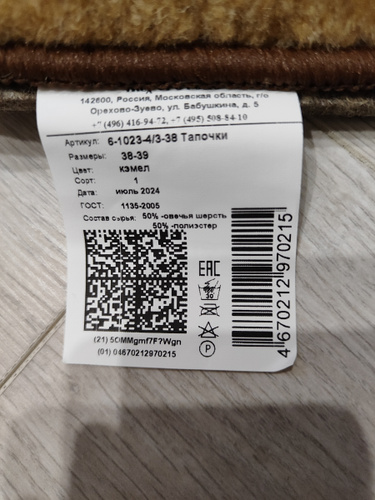 142600, Россия, Московская область, г/о
Орехово-Зуево, ул. Бабушкина, д. 5
+7 (496) 416-94-72, +7 (495) 508-84-10
Артикул: 6-1023-4/3-38 Тапочки
Размеры: 38-39
Цвет: кэмел
Сорт: 1
Дата: июль 2024
ГОСТ: 1135-2005
Состав сырья: 50% -овечья шерсть
50% -полиэстер
EAC
30
P
(21) 5OMMgmf7F?Wgn
(01) 04670212970215
4 670212 970215